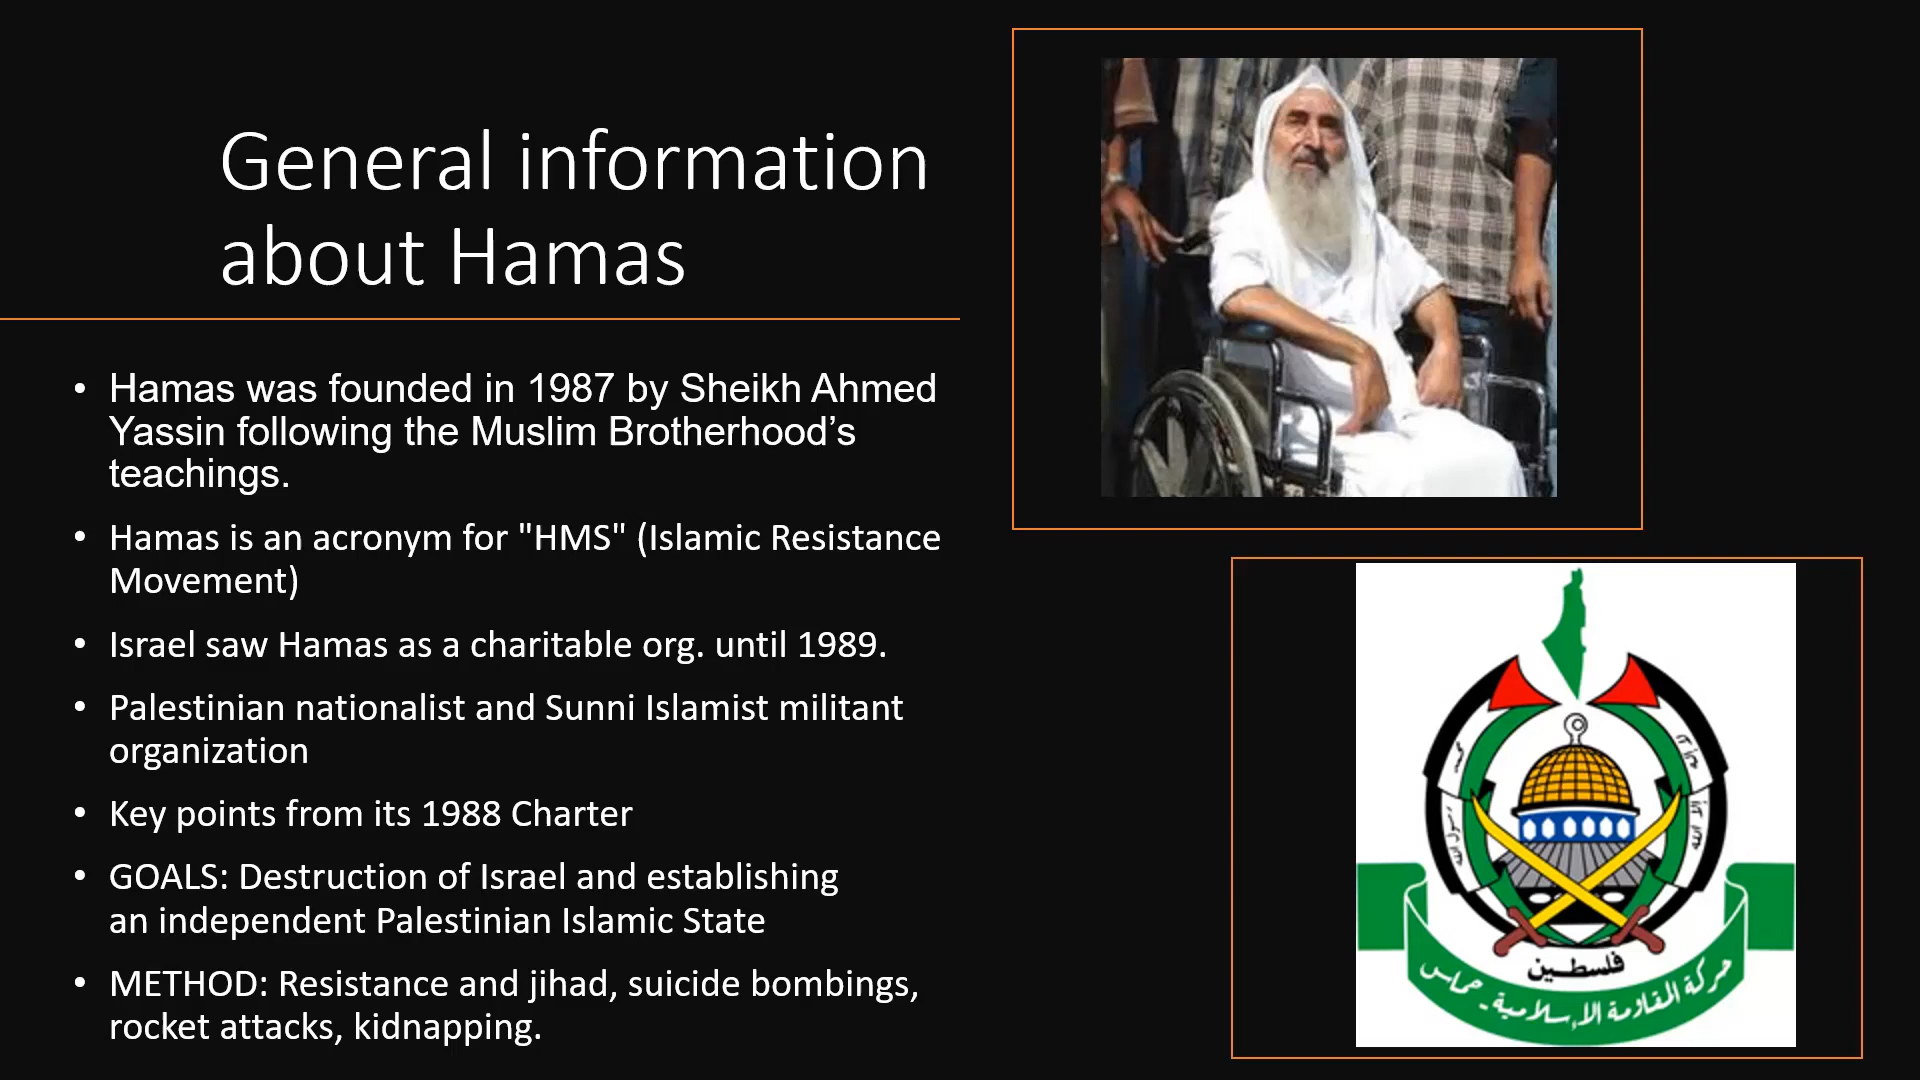 General information
about Hamas
• Hamas was founded in 1987 by Sheikh Ahmed
Yassin following the Muslim Brotherhood’s
teachings.
• Hamas is an acronym for "HMS" (Islamic Resistance
Movement)
• Israel saw Hamas as a charitable org. until 1989.
• Palestinian nationalist and Sunni Islamist militant
organization
• Key points from its 1988 Charter
• GOALS: Destruction of Israel and establishing
an independent Palestinian Islamic State
• METHOD: Resistance and jihad, suicide bombings,
rocket attacks, kidnapping.
محمد
رسول الله
فلسطين
حركة المقاومة الإسلامية - حماس